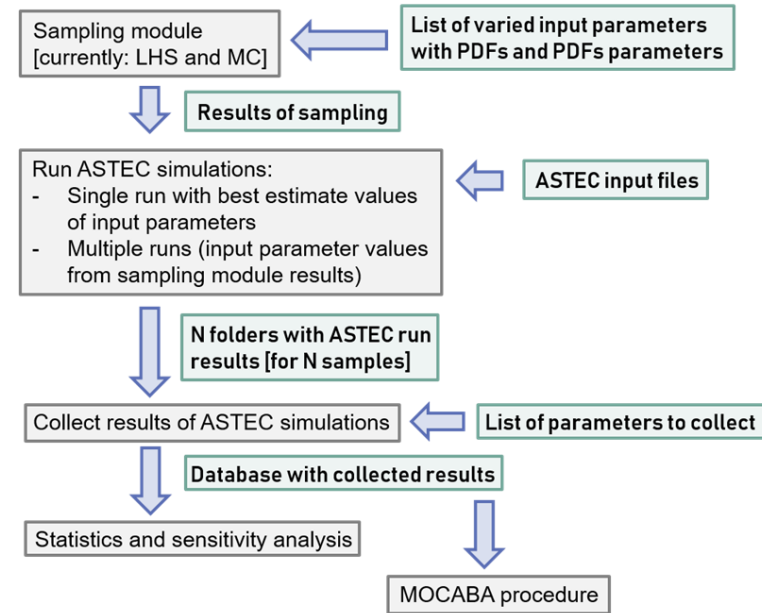 Sampling module
[currently: LHS and MC]
List of varied input parameters
with PDFs and PDFs parameters
Results of sampling
Run ASTEC simulations:
- Single run with best estimate values
of input parameters
- Multiple runs (input parameter values
from sampling module results)
ASTEC input files
N folders with ASTEC run
results [for N samples]
Collect results of ASTEC simulations
List of parameters to collect
Database with collected results
Statistics and sensitivity analysis
MOCABA procedure